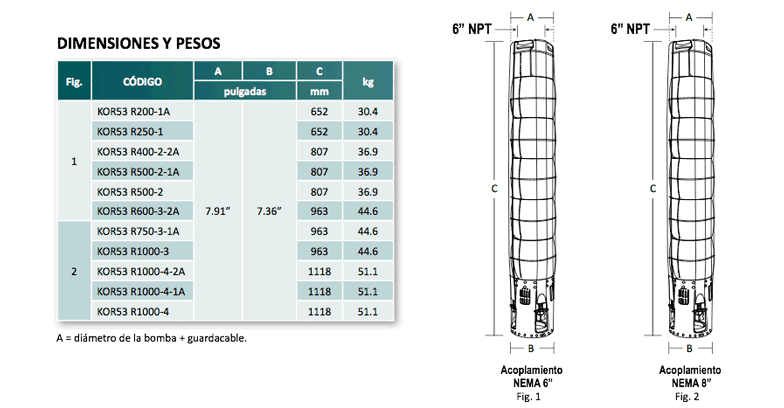 DIMENSIONES Y PESOS
Fig. CÓDIGO A B C kg
pulgadas mm
KOR53 R200-1A 652 30.4
KOR53 R250-1 652 30.4
KOR53 R400-2-2A 807 36.9
1
KOR53 R500-2-1A 807 36.9
KOR53 R500-2 807 36.9
KOR53 R600-3-2A 7.91” 7.36” 963 44.6
KOR53 R750-3-1A 963 44.6
KOR53 R1000-3 963 44.6
2 KOR53 R1000-4-2A 1118 51.1
KOR53 R1000-4-1A 1118 51.1
KOR53 R1000-4 1118 51.1
A = diámetro de la bomba + guardacable.
A
6” NPT
C
B
Acoplamiento
NEMA 6”
Fig. 1
A
6” NPT
C
B
Acoplamiento
NEMA 8”
Fig. 2